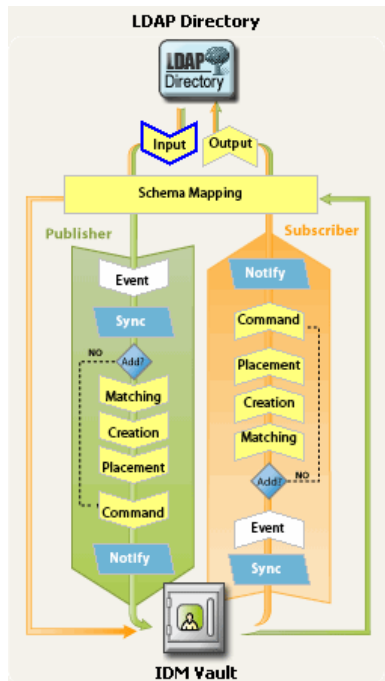 LDAP Directory
LDAP
Directory
Input
Output
Schema Mapping
Publisher
Subscriber
Event
Sync
NO
Add?
Matching
Creation
Placement
Command
Notify
Notify
Command
Placement
Creation
Matching
Add?
NO
Event
Sync
IDM Vault